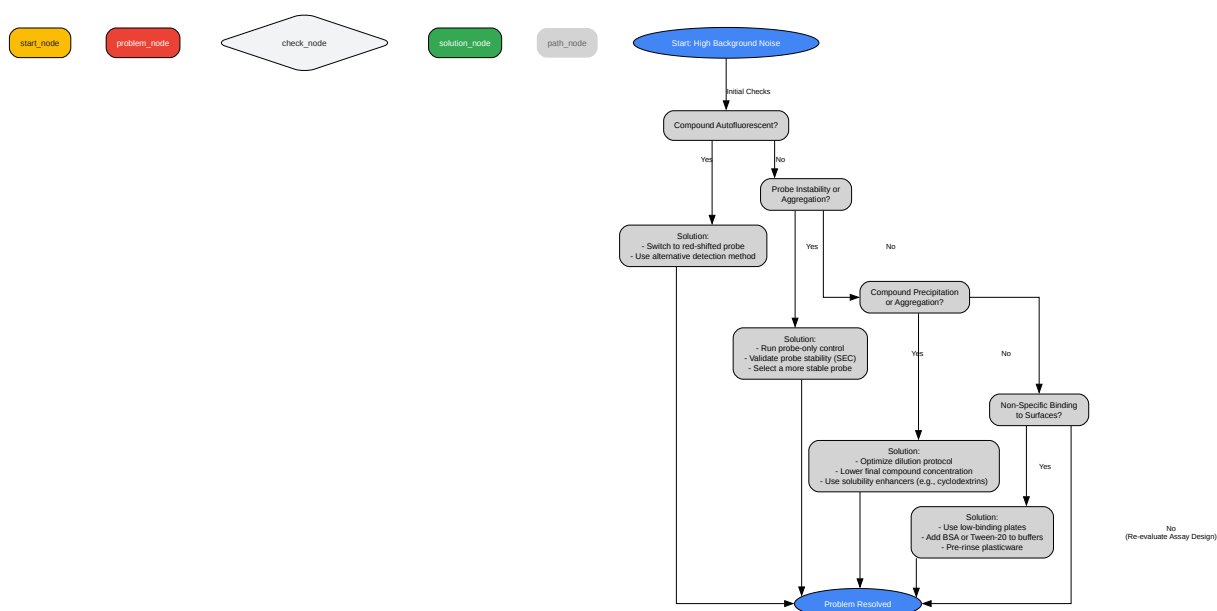 start_node
problem_node
check_node
solution_node
path_node
Start: High Background Noise
Initial Checks
Compound Autofluorescent?
Yes
No
Probe Instability or
Aggregation?
Solution:
- Switch to red-shifted probe
- Use alternative detection method
Yes
No
Compound Precipitation
or Aggregation?
Solution:
- Run probe-only control
- Validate probe stability (SEC)
- Select a more stable probe
Yes
No
Non-Specific Binding
to Surfaces?
Solution:
- Optimize dilution protocol
- Lower final compound concentration
- Use solubility enhancers (e.g., cyclodextrins)
Yes
Solution:
- Use low-binding plates
- Add BSA or Tween-20 to buffers
- Pre-rinse plasticware
No
(Re-evaluate Assay Design)
Problem Resolved